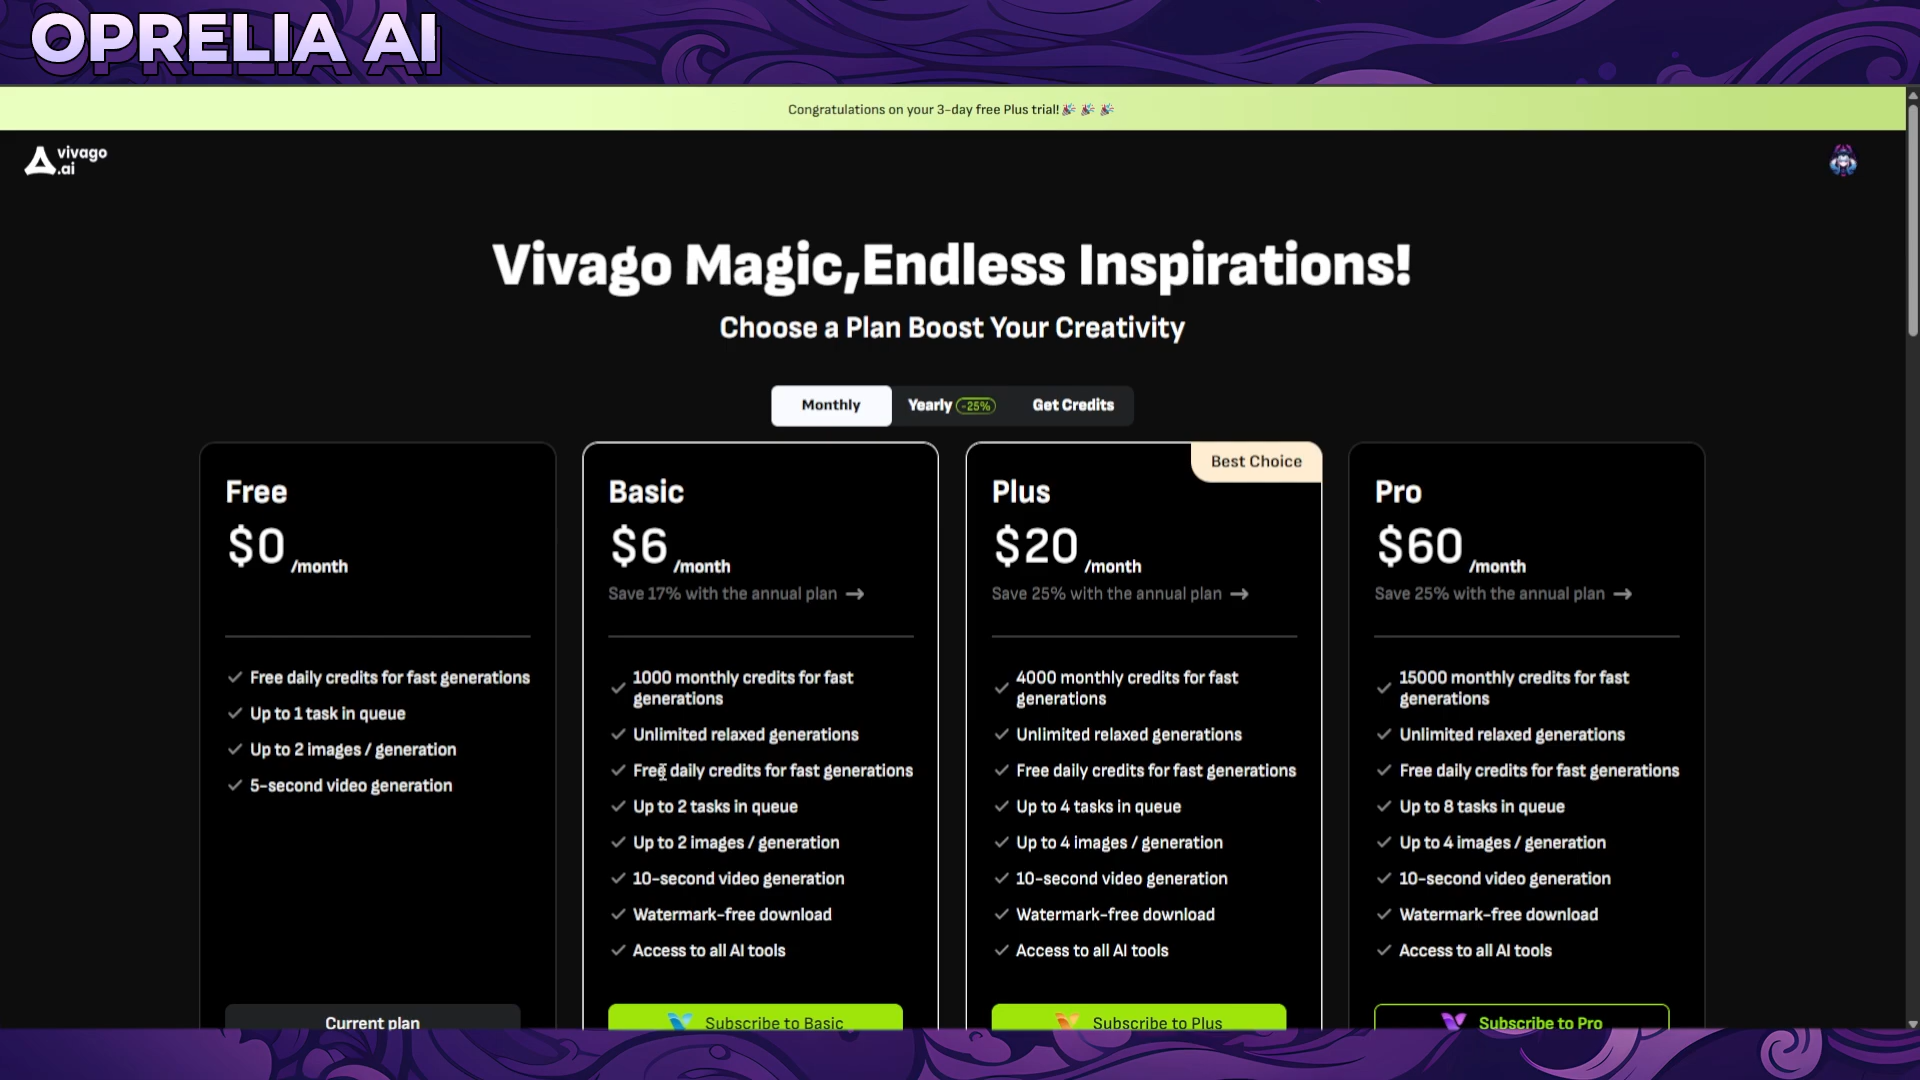 OPRELIA AI
Congratulations on your 3-day free Plus trial!🎉 🎉 🎉
vivago
.ai
Vivago Magic,Endless Inspirations!
Choose a Plan Boost Your Creativity
Monthly
Yearly -25%
Get Credits
Free
$0 /month
Free daily credits for fast generations
Up to 1 task in queue
Up to 2 images / generation
5-second video generation
Current plan
Basic
$6 /month
Save 17% with the annual plan →
1000 monthly credits for fast
generations
Unlimited relaxed generations
Free daily credits for fast generations
Up to 2 tasks in queue
Up to 2 images / generation
10-second video generation
Watermark-free download
Access to all AI tools
Subscribe to Basic
Best Choice
Plus
$20 /month
Save 25% with the annual plan →
4000 monthly credits for fast
generations
Unlimited relaxed generations
Free daily credits for fast generations
Up to 4 tasks in queue
Up to 4 images / generation
10-second video generation
Watermark-free download
Access to all AI tools
Subscribe to Plus
Pro
$60 /month
Save 25% with the annual plan →
15000 monthly credits for fast
generations
Unlimited relaxed generations
Free daily credits for fast generations
Up to 8 tasks in queue
Up to 4 images / generation
10-second video generation
Watermark-free download
Access to all AI tools
Subscribe to Pro